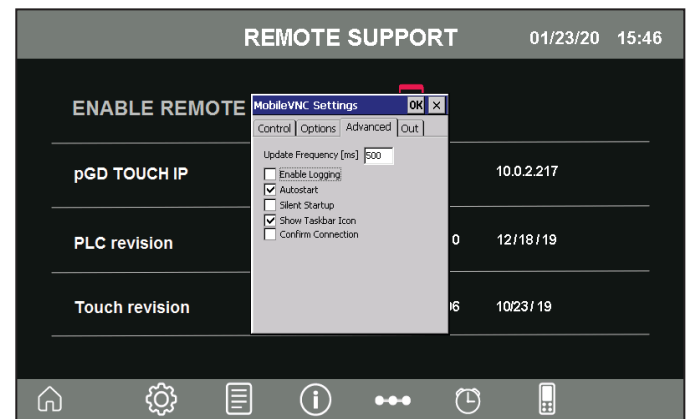 REMOTE SUPPORT 01/23/20 15:46
ENABLE REMOTE
MobileVNC Settings OK ×
Control Options Advanced Out
Update Frequency [ms] 500
Enable Logging
Autostart
Silent Startup
Show Taskbar Icon
Confirm Connection
pGD TOUCH IP 10.0.2.217
PLC revision 0 12/18/19
Touch revision 6 10/23/19